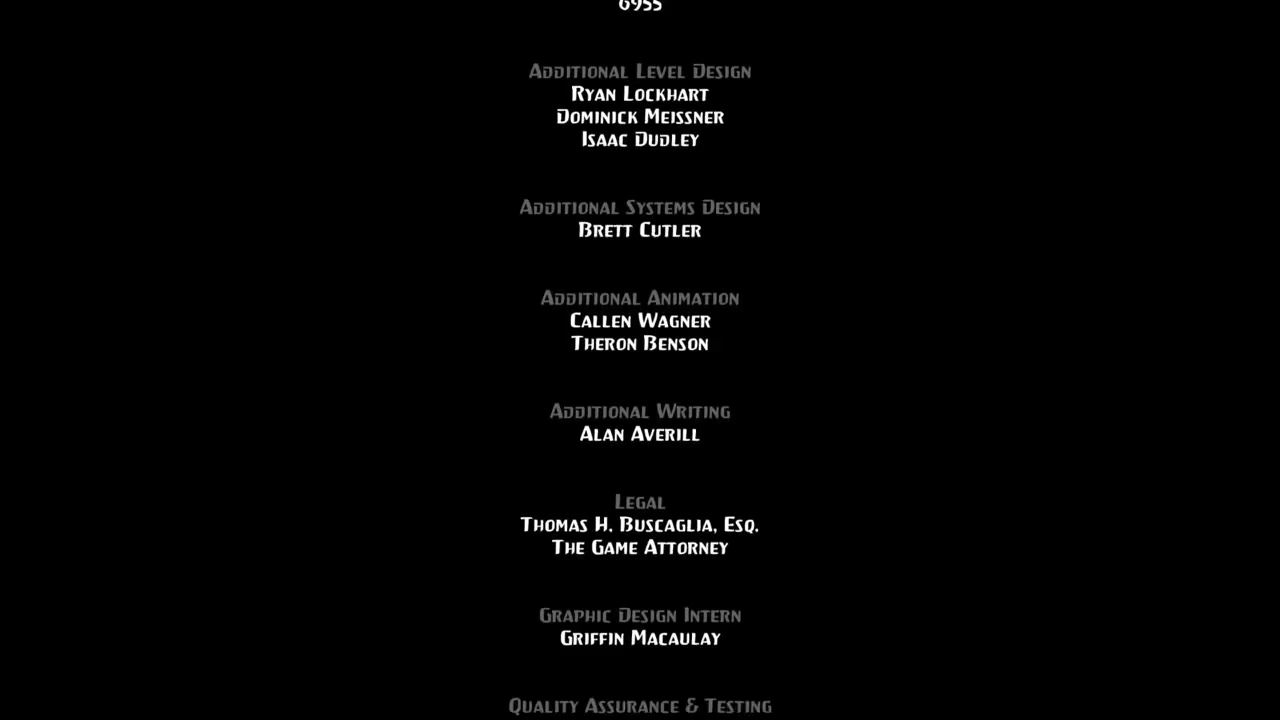 6955
Additional Level Design
Ryan Lockhart
Dominick Meissner
Isaac Dudley
Additional Systems Design
Brett Cutler
Additional Animation
Callen Wagner
Theron Benson
Additional Writing
Alan Averill
Legal
Thomas H. Buscaglia, Esq.
The Game Attorney
Graphic Design Intern
Griffin Macaulay
Quality Assurance & Testing